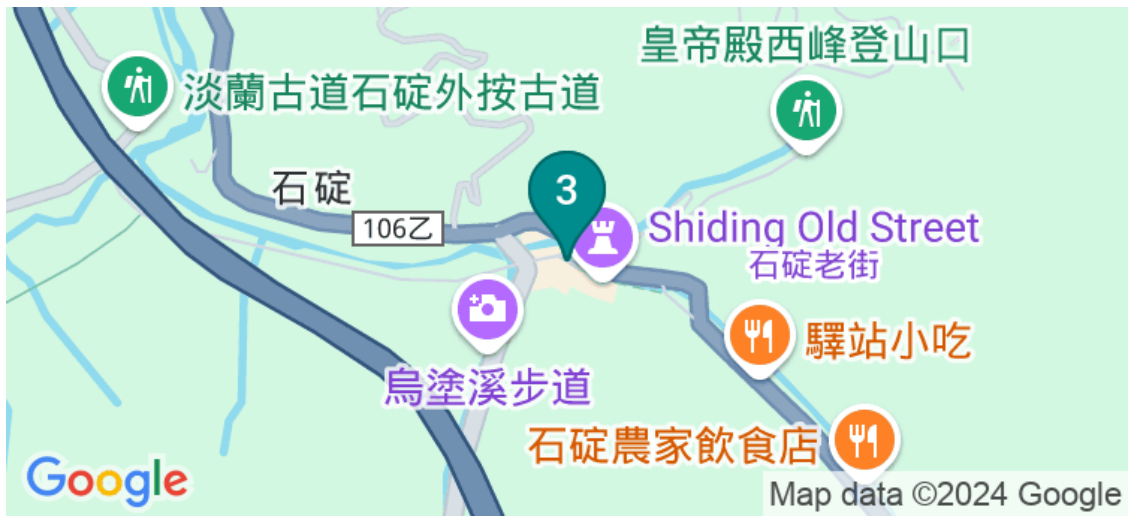 皇帝殿西峰登山口
淡蘭古道石碇外按古道
石碇
3
106乙
Shiding Old Street
石碇老街
驛站小吃
烏塗溪步道
石碇農家飲食店
Google
Map data ©2024 Google